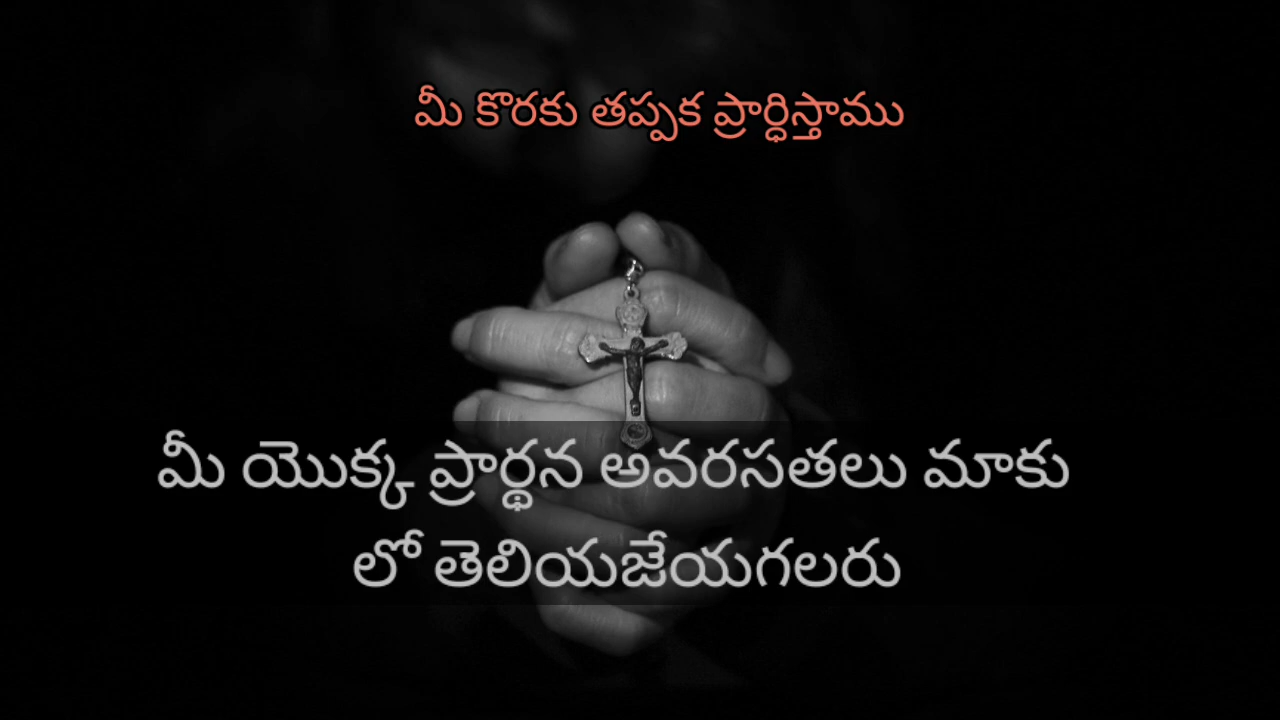 మీ కొరకు తప్పక ప్రార్ధిస్తాము
మీ యొక్క ప్రార్థన అవరసతలు మాకు
లో తెలియజేయగలరు